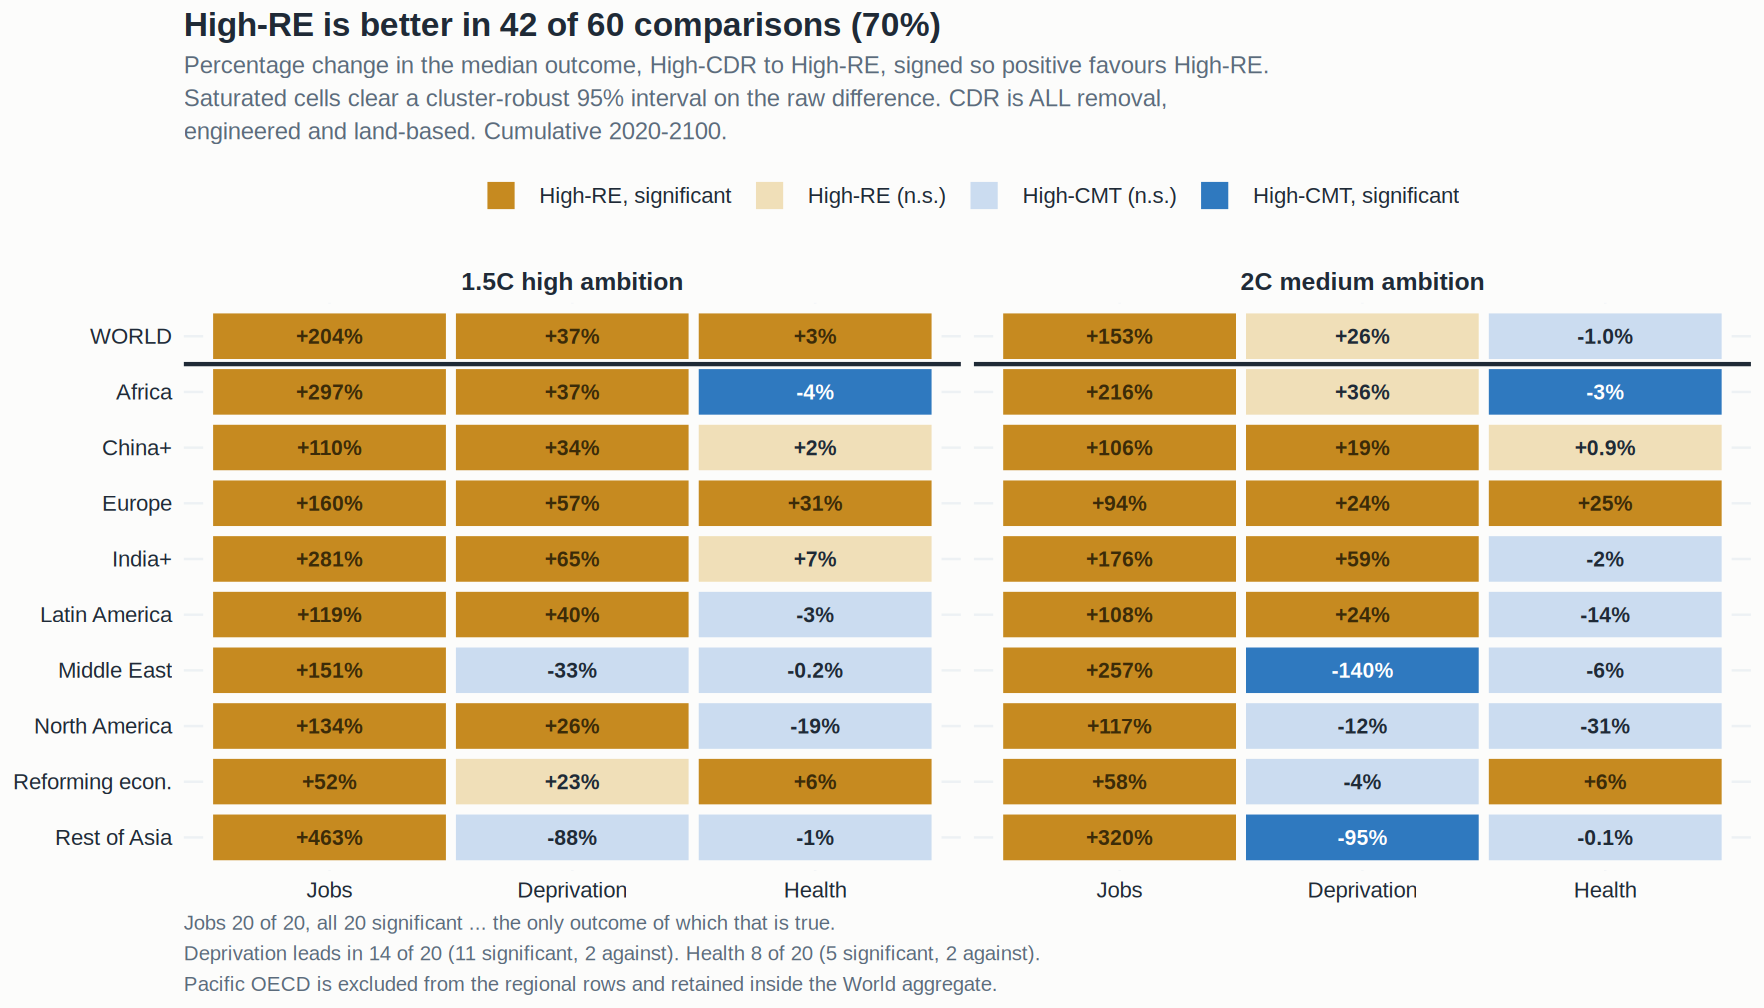 High-RE is better in 42 of 60 comparisons (70%)
Percentage change in the median outcome, High-CDR to High-RE, signed so positive favours High-RE.
Saturated cells clear a cluster-robust 95% interval on the raw difference. CDR is ALL removal,
engineered and land-based. Cumulative 2020-2100.
High-RE, significant High-RE (n.s.) High-CMT (n.s.) High-CMT, significant
1.5C high ambition 2C medium ambition
WORLD +204% +37% +3% +153% +26% -1.0%
Africa +297% +37% -4% +216% +36% -3%
China+ +110% +34% +2% +106% +19% +0.9%
Europe +160% +57% +31% +94% +24% +25%
India+ +281% +65% +7% +176% +59% -2%
Latin America +119% +40% -3% +108% +24% -14%
Middle East +151% -33% -0.2% +257% -140% -6%
North America +134% +26% -19% +117% -12% -31%
Reforming econ. +52% +23% +6% +58% -4% +6%
Rest of Asia +463% -88% -1% +320% -95% -0.1%
Jobs Deprivation Health Jobs Deprivation Health
Jobs 20 of 20, all 20 significant ... the only outcome of which that is true.
Deprivation leads in 14 of 20 (11 significant, 2 against). Health 8 of 20 (5 significant, 2 against).
Pacific OECD is excluded from the regional rows and retained inside the World aggregate.